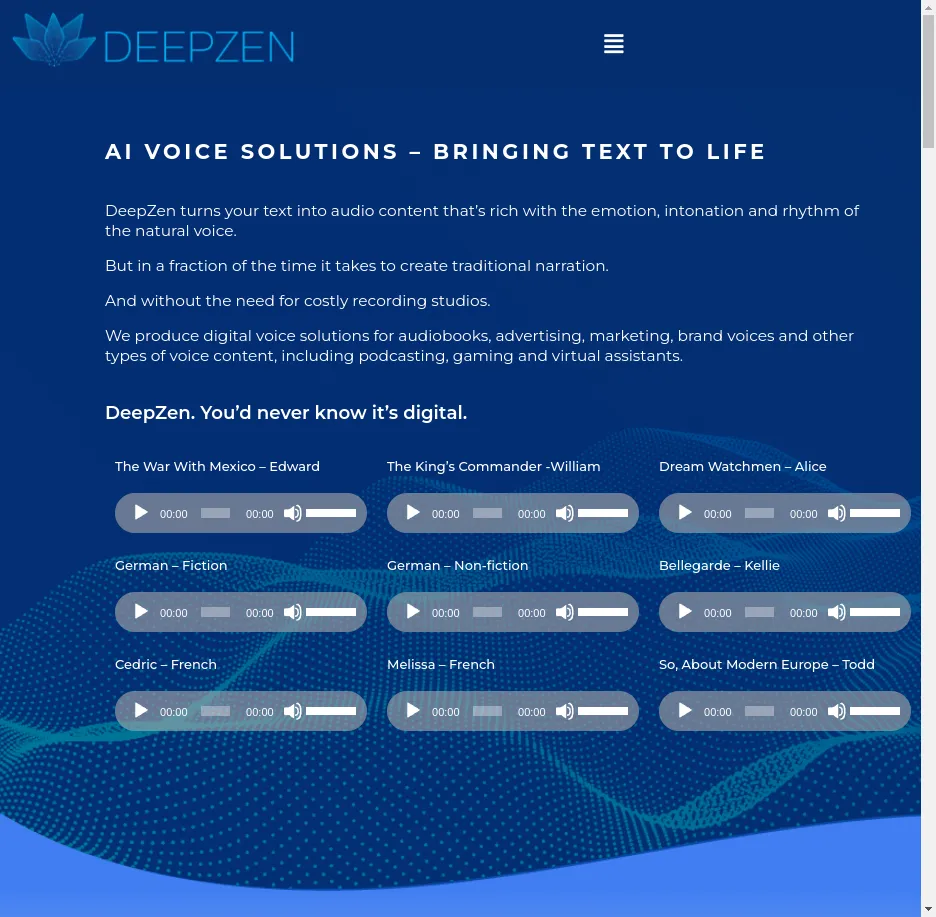 DEEPZEN
AI VOICE SOLUTIONS – BRINGING TEXT TO LIFE
DeepZen turns your text into audio content that’s rich with the emotion, intonation and rhythm of
the natural voice.
But in a fraction of the time it takes to create traditional narration.
And without the need for costly recording studios.
We produce digital voice solutions for audiobooks, advertising, marketing, brand voices and other
types of voice content, including podcasting, gaming and virtual assistants.
DeepZen. You’d never know it’s digital.
The War With Mexico – Edward The King’s Commander -William Dream Watchmen – Alice
00:00 00:00 00:00 00:00 00:00 00:00
German – Fiction German – Non-fiction Bellegarde – Kellie
00:00 00:00 00:00 00:00 00:00 00:00
Cedric – French Melissa – French So, About Modern Europe – Todd
00:00 00:00 00:00 00:00 00:00 00:00